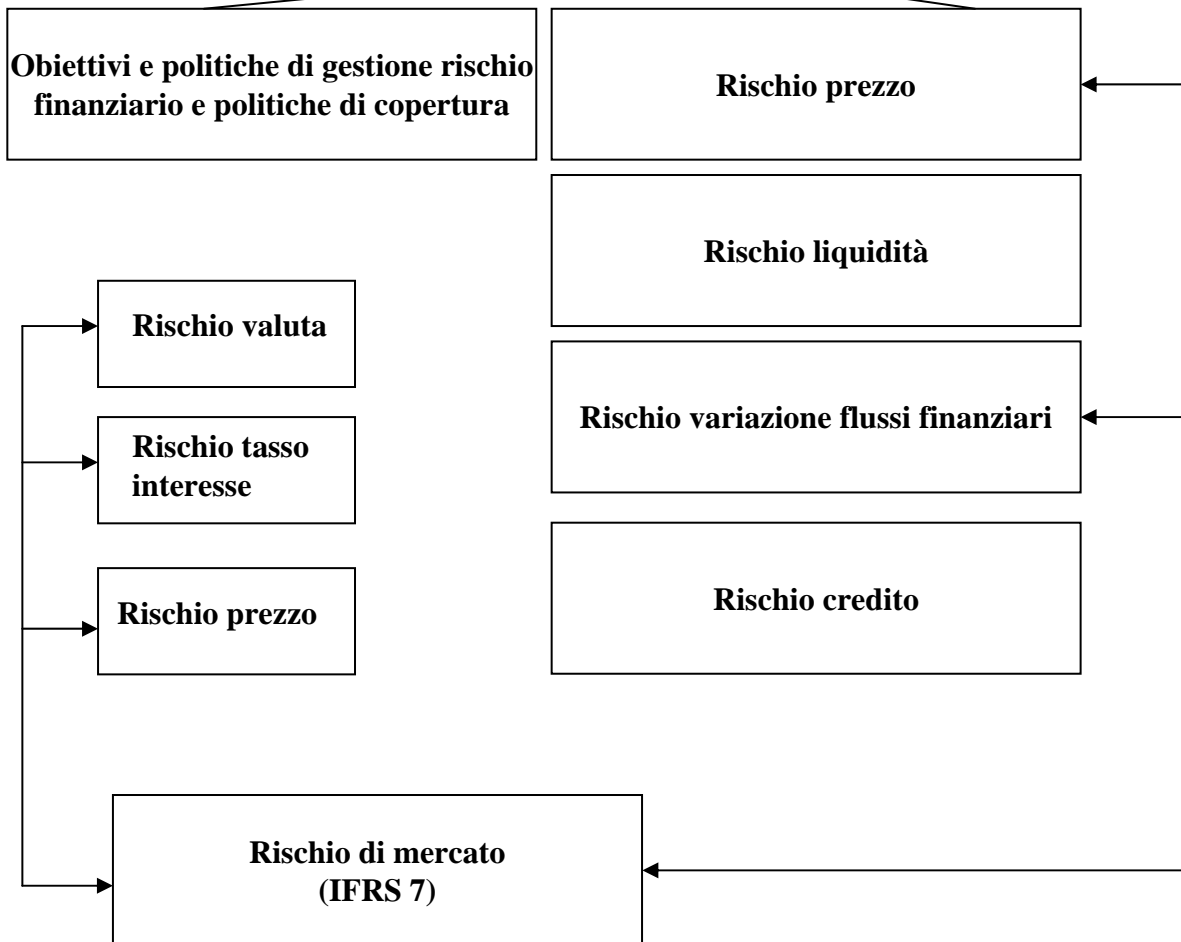 Obiettivi e politiche di gestione rischio
finanziario e politiche di copertura
Rischio prezzo
Rischio liquidità
Rischio valuta
Rischio variazione flussi finanziari
Rischio tasso
interesse
Rischio prezzo
Rischio credito
Rischio di mercato
(IFRS 7)